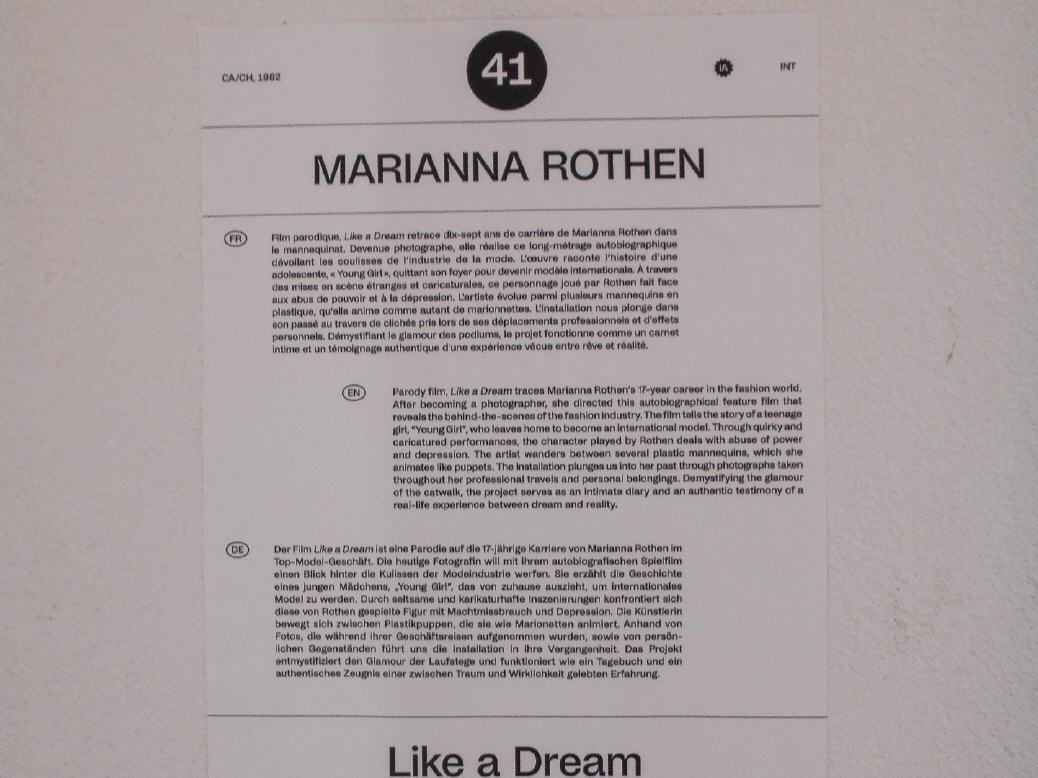 CA/CH, 1982
41
IA
INT
MARIANNA ROTHEN
FR
Film parodique, Like a Dream retrace dix-sept ans de carrière de Marianna Rothen dans
le mannequinat. Devenue photographe, elle réalise ce long-métrage autobiographique
dévoilant les coulisses de l'industrie de la mode. L'œuvre raconte l'histoire d'une
adolescente, « Young Girl », quittant son foyer pour devenir modèle internationale. À travers
des mises en scène étranges et caricaturales, ce personnage joué par Rothen fait face
aux abus de pouvoir et à la dépression. L'artiste évolue parmi plusieurs mannequins en
plastique, qu'elle anime comme autant de marionnettes. L'installation nous plonge dans
son passé au travers de clichés pris lors de ses déplacements professionnels et d'effets
personnels. Démystifiant le glamour des podiums, le projet fonctionne comme un carnet
intime et un témoignage authentique d'une expérience vécue entre rêve et réalité.
EN
Parody film, Like a Dream traces Marianna Rothen's 17-year career in the fashion world.
After becoming a photographer, she directed this autobiographical feature film that
reveals the behind-the-scenes of the fashion industry. The film tells the story of a teenage
girl, "Young Girl", who leaves home to become an international model. Through quirky and
caricatured performances, the character played by Rothen deals with abuse of power
and depression. The artist wanders between several plastic mannequins, which she
animates like puppets. The installation plunges us into her past through photographs taken
throughout her professional travels and personal belongings. Demystifying the glamour
of the catwalk, the project serves as an intimate diary and an authentic testimony of a
real-life experience between dream and reality.
DE
Der Film Like a Dream ist eine Parodie auf die 17-jährige Karriere von Marianna Rothen im
Top-Model-Geschäft. Die heutige Fotografin will mit ihrem autobiografischen Spielfilm
einen Blick hinter die Kulissen der Modeindustrie werfen. Sie erzählt die Geschichte
eines jungen Mädchens, „Young Girl", das von zuhause auszieht, um internationales
Model zu werden. Durch seltsame und karikaturhafte Inszenierungen konfrontiert sich
diese von Rothen gespielte Figur mit Machtmissbrauch und Depression. Die Künstlerin
bewegt sich zwischen Plastikpuppen, die sie wie Marionetten animiert. Anhand von
Fotos, die während ihrer Geschäftsreisen aufgenommen wurden, sowie von persön-
lichen Gegenständen führt uns die Installation in ihre Vergangenheit. Das Projekt
entmystifiziert den Glamour der Laufstege und funktioniert wie ein Tagebuch und ein
authentisches Zeugnis einer zwischen Traum und Wirklichkeit gelebten Erfahrung.
Like a Dream